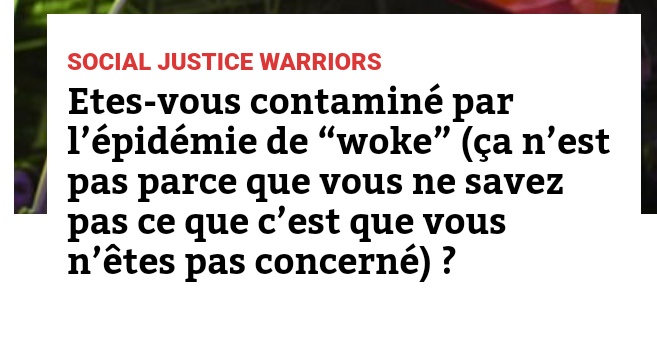 SOCIAL JUSTICE WARRIORS
Etes-vous contaminé par
l’épidémie de “woke” (ça n’est
pas parce que vous ne savez
pas ce que c’est que vous
n’êtes pas concerné) ?